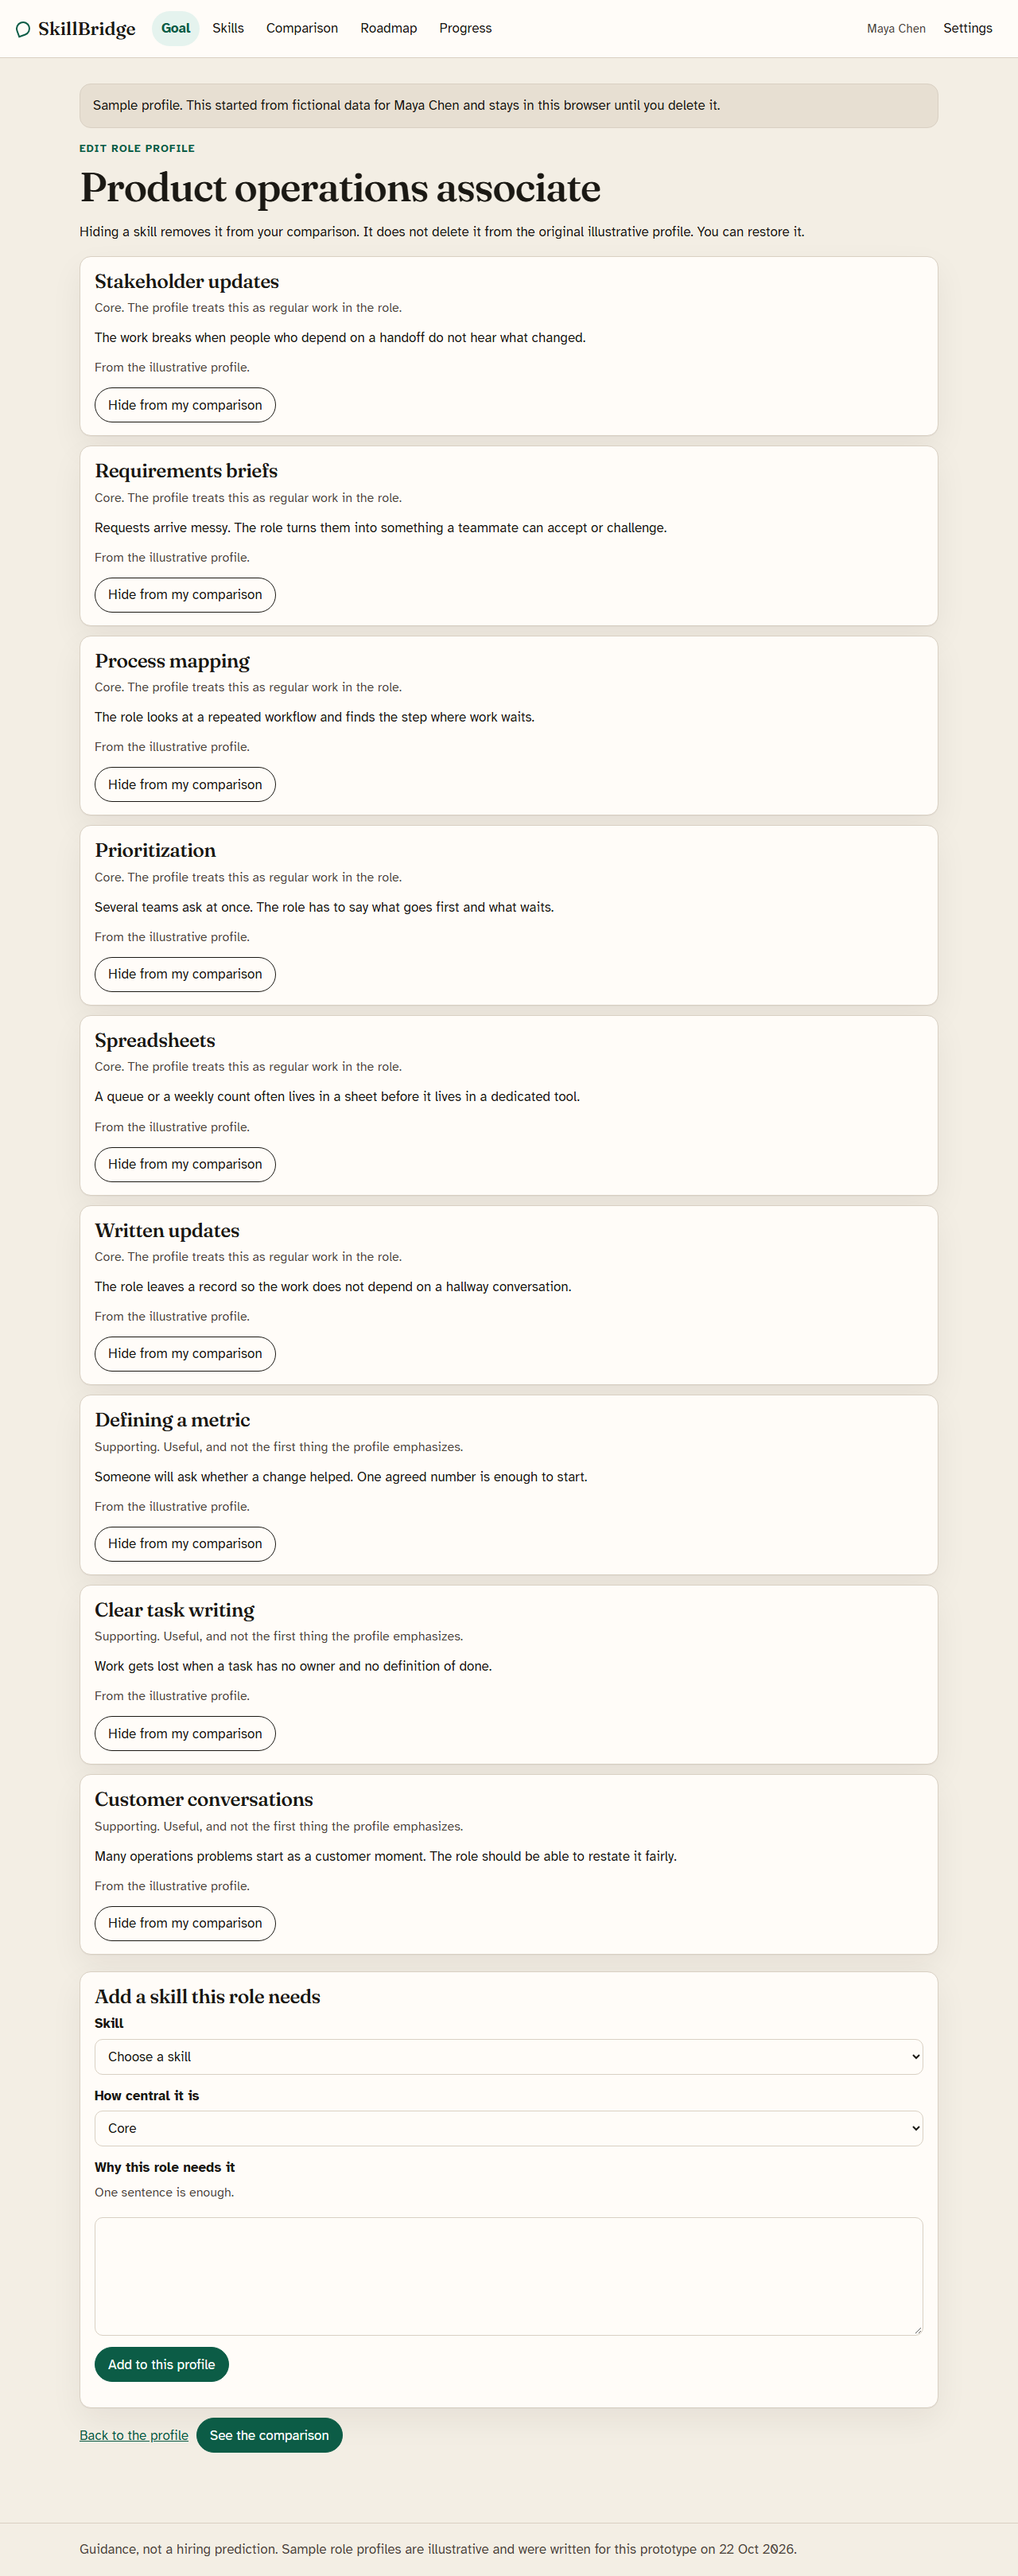 SkillBridge Goal Skills Comparison Roadmap Progress Maya Chen Settings
Sample profile. This started from fictional data for Maya Chen and stays in this browser until you delete it.
EDIT ROLE PROFILE
Product operations associate
Hiding a skill removes it from your comparison. It does not delete it from the original illustrative profile. You can restore it.
Stakeholder updates
Core. The profile treats this as regular work in the role.
The work breaks when people who depend on a handoff do not hear what changed.
From the illustrative profile.
Hide from my comparison
Requirements briefs
Core. The profile treats this as regular work in the role.
Requests arrive messy. The role turns them into something a teammate can accept or challenge.
From the illustrative profile.
Hide from my comparison
Process mapping
Core. The profile treats this as regular work in the role.
The role looks at a repeated workflow and finds the step where work waits.
From the illustrative profile.
Hide from my comparison
Prioritization
Core. The profile treats this as regular work in the role.
Several teams ask at once. The role has to say what goes first and what waits.
From the illustrative profile.
Hide from my comparison
Spreadsheets
Core. The profile treats this as regular work in the role.
A queue or a weekly count often lives in a sheet before it lives in a dedicated tool.
From the illustrative profile.
Hide from my comparison
Written updates
Core. The profile treats this as regular work in the role.
The role leaves a record so the work does not depend on a hallway conversation.
From the illustrative profile.
Hide from my comparison
Defining a metric
Supporting. Useful, and not the first thing the profile emphasizes.
Someone will ask whether a change helped. One agreed number is enough to start.
From the illustrative profile.
Hide from my comparison
Clear task writing
Supporting. Useful, and not the first thing the profile emphasizes.
Work gets lost when a task has no owner and no definition of done.
From the illustrative profile.
Hide from my comparison
Customer conversations
Supporting. Useful, and not the first thing the profile emphasizes.
Many operations problems start as a customer moment. The role should be able to restate it fairly.
From the illustrative profile.
Hide from my comparison
Add a skill this role needs
Skill
Choose a skill
How central it is
Core
Why this role needs it
One sentence is enough.
Add to this profile
Back to the profile See the comparison
Guidance, not a hiring prediction. Sample role profiles are illustrative and were written for this prototype on 22 Oct 2026.